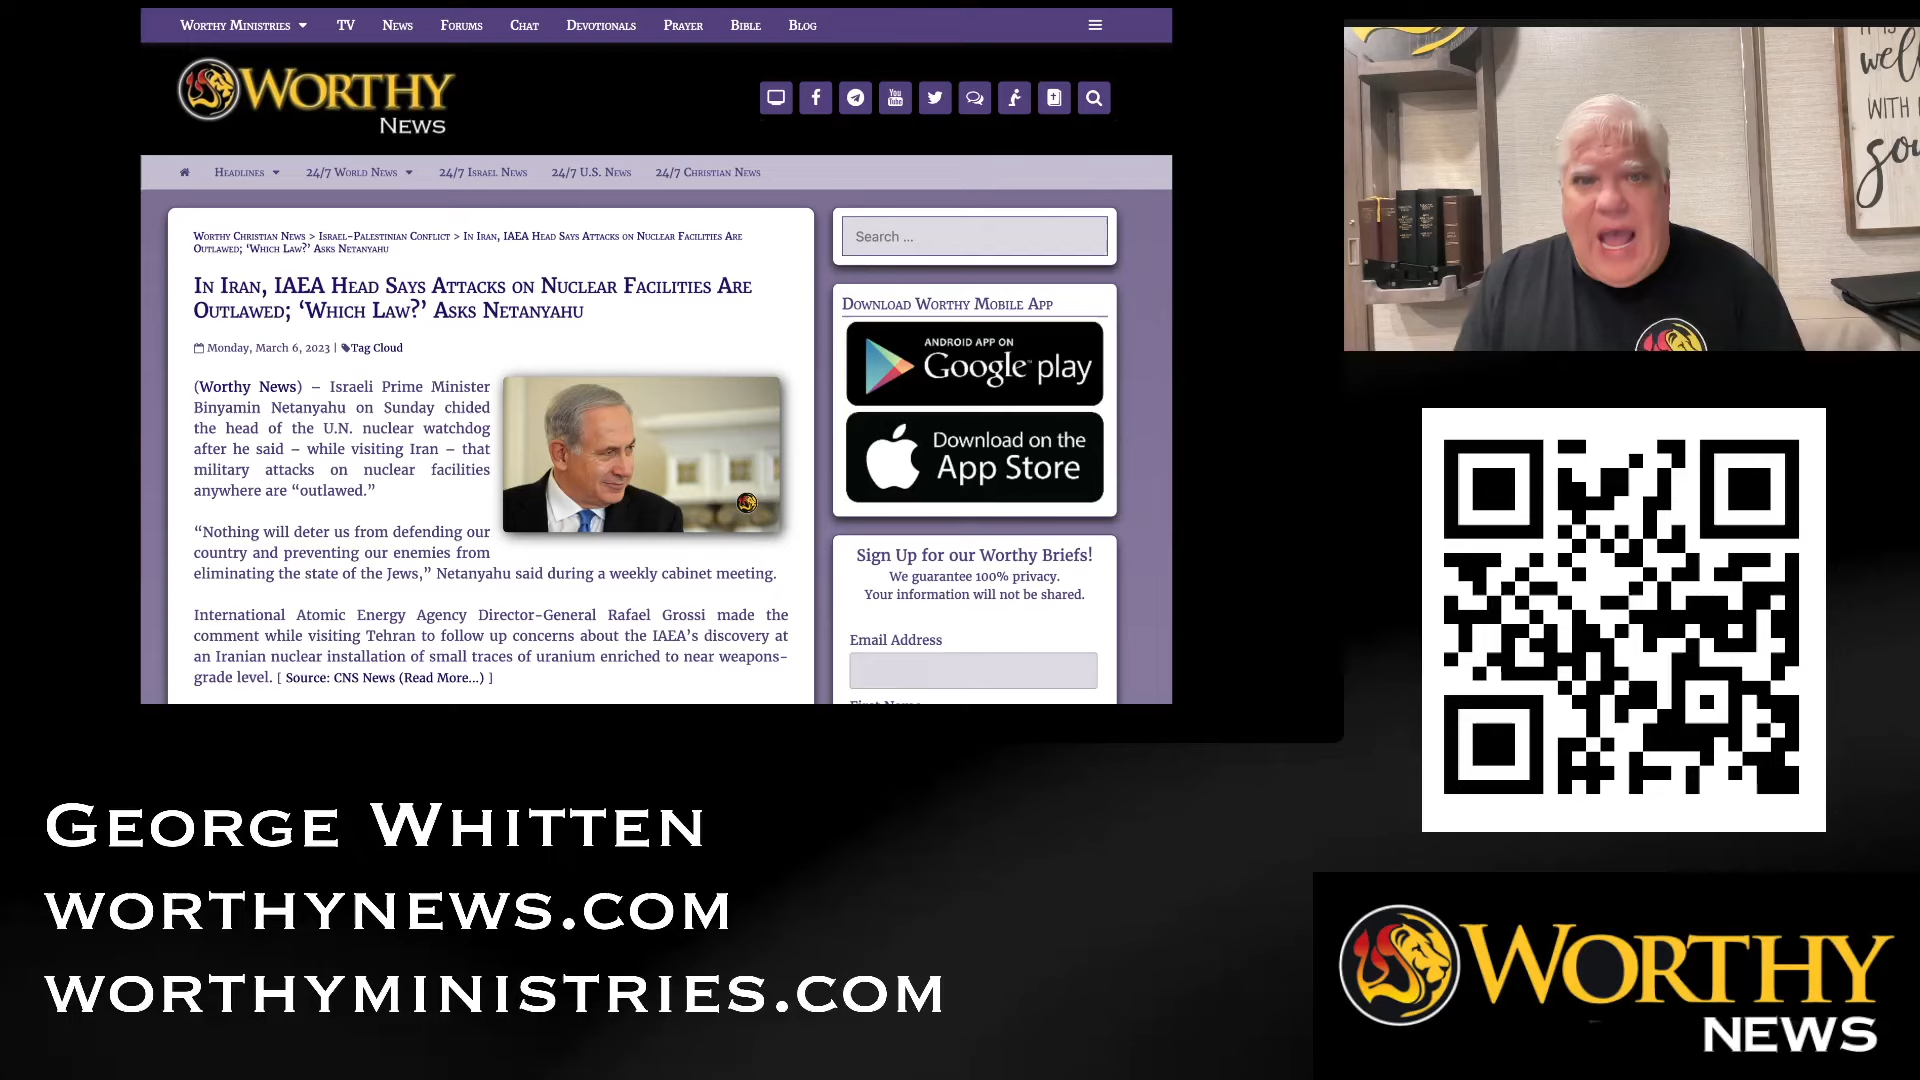 Worthy Ministries
TV
News
Forums
Chat
Devotionals
Prayer
Bible
Blog
WORTHY
NEWS
You
Tube
Headlines
24/7 World News
24/7 Israel News
24/7 U.S. News
24/7 Christian News
Worthy Christian News > Israel-Palestinian Conflict > In Iran, IAEA Head Says Attacks on Nuclear Facilities Are
Outlawed; ‘Which Law?’ Asks Netanyahu
In Iran, IAEA Head Says Attacks on Nuclear Facilities Are
Outlawed; ‘Which Law?’ Asks Netanyahu
Monday, March 6, 2023 | Tag Cloud
(Worthy News) – Israeli Prime Minister
Binyamin Netanyahu on Sunday chided
the head of the U.N. nuclear watchdog
after he said – while visiting Iran – that
military attacks on nuclear facilities
anywhere are “outlawed.”
“Nothing will deter us from defending our
country and preventing our enemies from
eliminating the state of the Jews,” Netanyahu said during a weekly cabinet meeting.
International Atomic Energy Agency Director-General Rafael Grossi made the
comment while visiting Tehran to follow up concerns about the IAEA’s discovery at
an Iranian nuclear installation of small traces of uranium enriched to near weapons-
grade level. [ Source: CNS News (Read More...) ]
Search ...
Download Worthy Mobile App
ANDROID APP ON
Google play
Download on the
App Store
Sign Up for our Worthy Briefs!
We guarantee 100% privacy.
Your information will not be shared.
Email Address
First Name
well
WITH
George Whitten
worthynews.com
worthyministries.com
WORTHY
NEWS